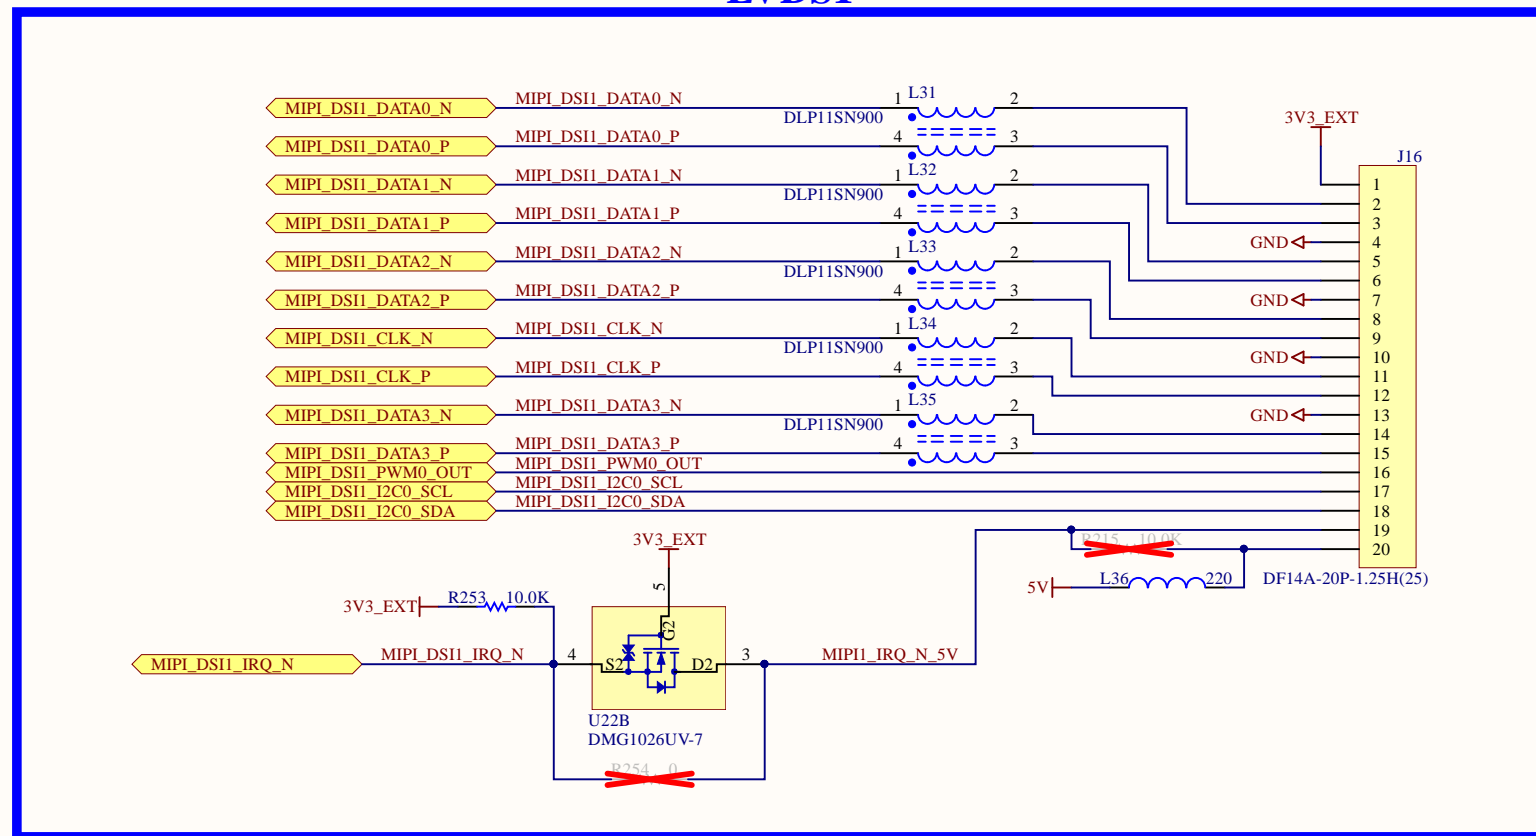 MIPI_DSI1_DATA0_N MIPI_DSI1_DATA0_N 1 L31 2
DLP11SN900
MIPI_DSI1_DATA0_P MIPI_DSI1_DATA0_P 4 3
3V3_EXT
J16
MIPI_DSI1_DATA1_N MIPI_DSI1_DATA1_N 1 L32 2
DLP11SN900
MIPI_DSI1_DATA1_P MIPI_DSI1_DATA1_P 4 3
MIPI_DSI1_DATA2_N MIPI_DSI1_DATA2_N 1 L33 2
DLP11SN900
MIPI_DSI1_DATA2_P MIPI_DSI1_DATA2_P 4 3
MIPI_DSI1_CLK_N MIPI_DSI1_CLK_N 1 L34 2
DLP11SN900
MIPI_DSI1_CLK_P MIPI_DSI1_CLK_P 4 3
MIPI_DSI1_DATA3_N MIPI_DSI1_DATA3_N 1 L35 2
DLP11SN900
MIPI_DSI1_DATA3_P MIPI_DSI1_DATA3_P 4 3
MIPI_DSI1_PWM0_OUT MIPI_DSI1_PWM0_OUT
MIPI_DSI1_I2C0_SCL MIPI_DSI1_I2C0_SCL
MIPI_DSI1_I2C0_SDA MIPI_DSI1_I2C0_SDA
1
2
3
GND 4
5
6
GND 7
8
9
GND 10
11
12
GND 13
14
15
16
17
18
19
20
R215 10.0K
5V L36 220
DF14A-20P-1.25H(25)
3V3_EXT
5
3V3_EXT R253 10.0K
G2
MIPI_DSI1_IRQ_N MIPI_DSI1_IRQ_N 4 S2 D2 3 MIPI1_IRQ_N_5V
U22B
DMG1026UV-7
R254 0